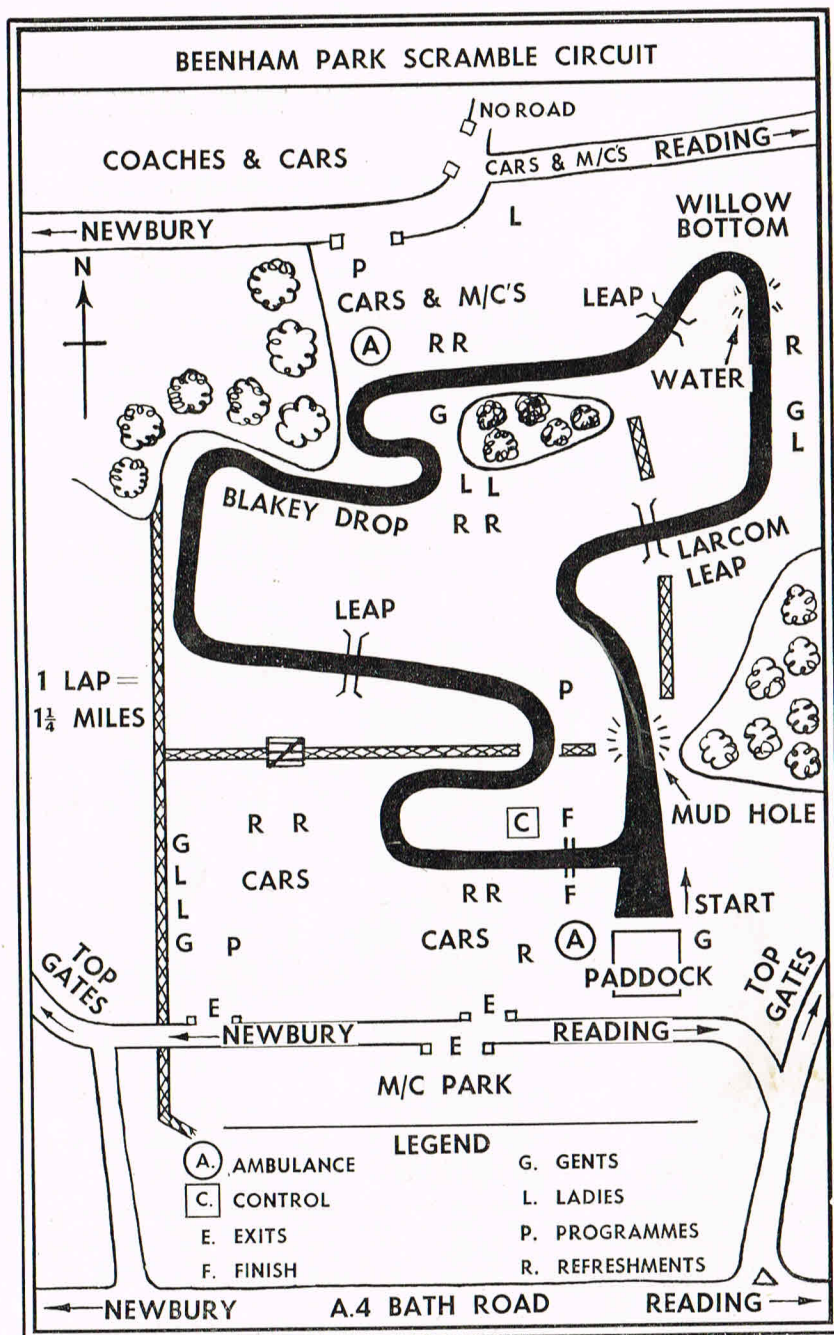 BEENHAM PARK SCRAMBLE CIRCUIT
NO ROAD
COACHES & CARS
CARS & M/C'S READING
L
WILLOW
BOTTOM
NEWBURY
N
P
CARS & M/C'S
LEAP
A
R R
R
WATER
G
G
L
L L
BLAKEY DROP
R R
LARCOM
LEAP
LEAP
1 LAP =
1¼ MILES
P
MUD HOLE
R R
C
F
G
L
L
G
CARS
R R
F
START
P
CARS
R
A
G
PADDOCK
TOP
GATES
TOP
GATES
E
E
NEWBURY
E
READING
M/C PARK
LEGEND
A. AMBULANCE
C. CONTROL
E. EXITS
F. FINISH
G. GENTS
L. LADIES
P. PROGRAMMES
R. REFRESHMENTS
NEWBURY A.4 BATH ROAD READING